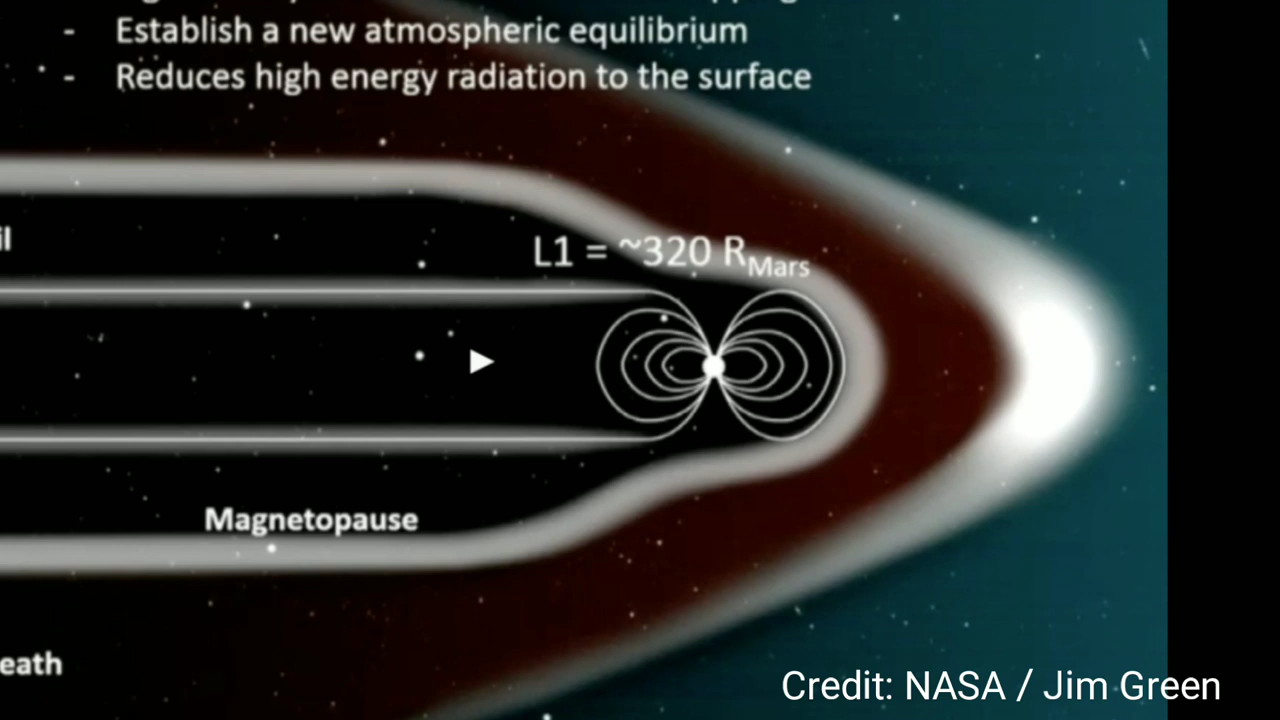 - Establish a new atmospheric equilibrium
- Reduces high energy radiation to the surface
L1 = ~320 RMars
Magnetopause
Credit: NASA / Jim Green